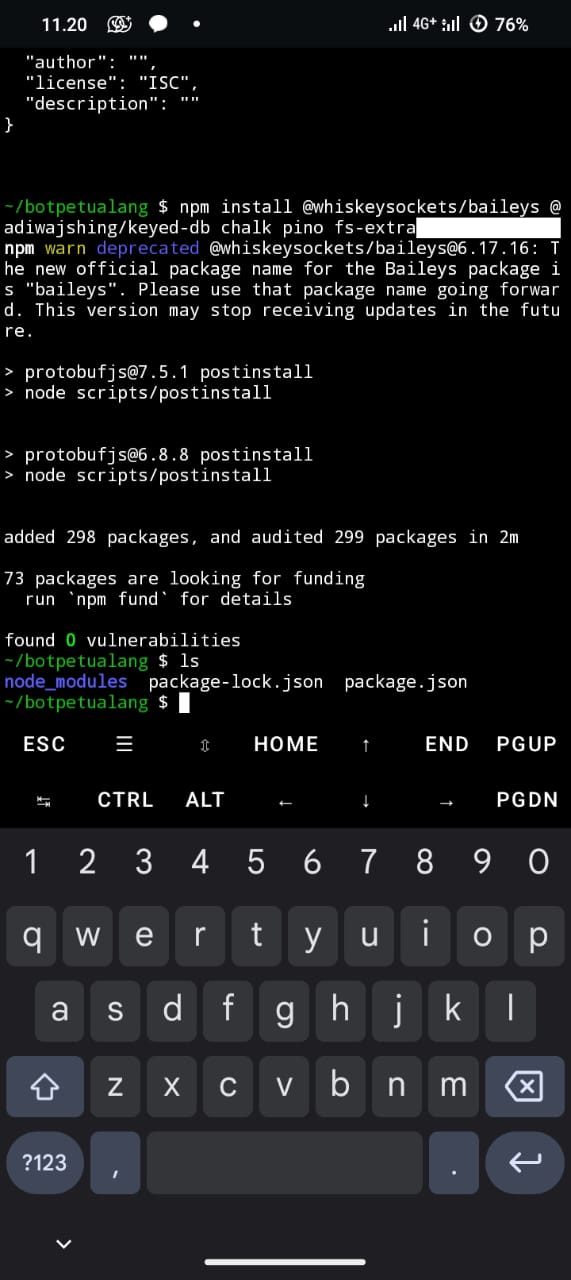 11.20 4G+ 76%
"author": "",
"license": "ISC",
"description": ""
}
~/botpetualang $ npm install @whiskeysockets/baileys @
adiwajshing/keyed-db chalk pino fs-extra
npm warn deprecated @whiskeysockets/baileys@6.17.16: T
he new official package name for the Baileys package i
s "baileys". Please use that package name going forwar
d. This version may stop receiving updates in the futu
re.
> protobufjs@7.5.1 postinstall
> node scripts/postinstall
> protobufjs@6.8.8 postinstall
> node scripts/postinstall
added 298 packages, and audited 299 packages in 2m
73 packages are looking for funding
run `npm fund` for details
found 0 vulnerabilities
~/botpetualang $ ls
node_modules package-lock.json package.json
~/botpetualang $
ESC ☰ ⇳ HOME ↑ END PGUP
↹ CTRL ALT ← ↓ → PGDN
1 2 3 4 5 6 7 8 9 0
q w e r t y u i o p
a s d f g h j k l
z x c v b n m
?123 , .